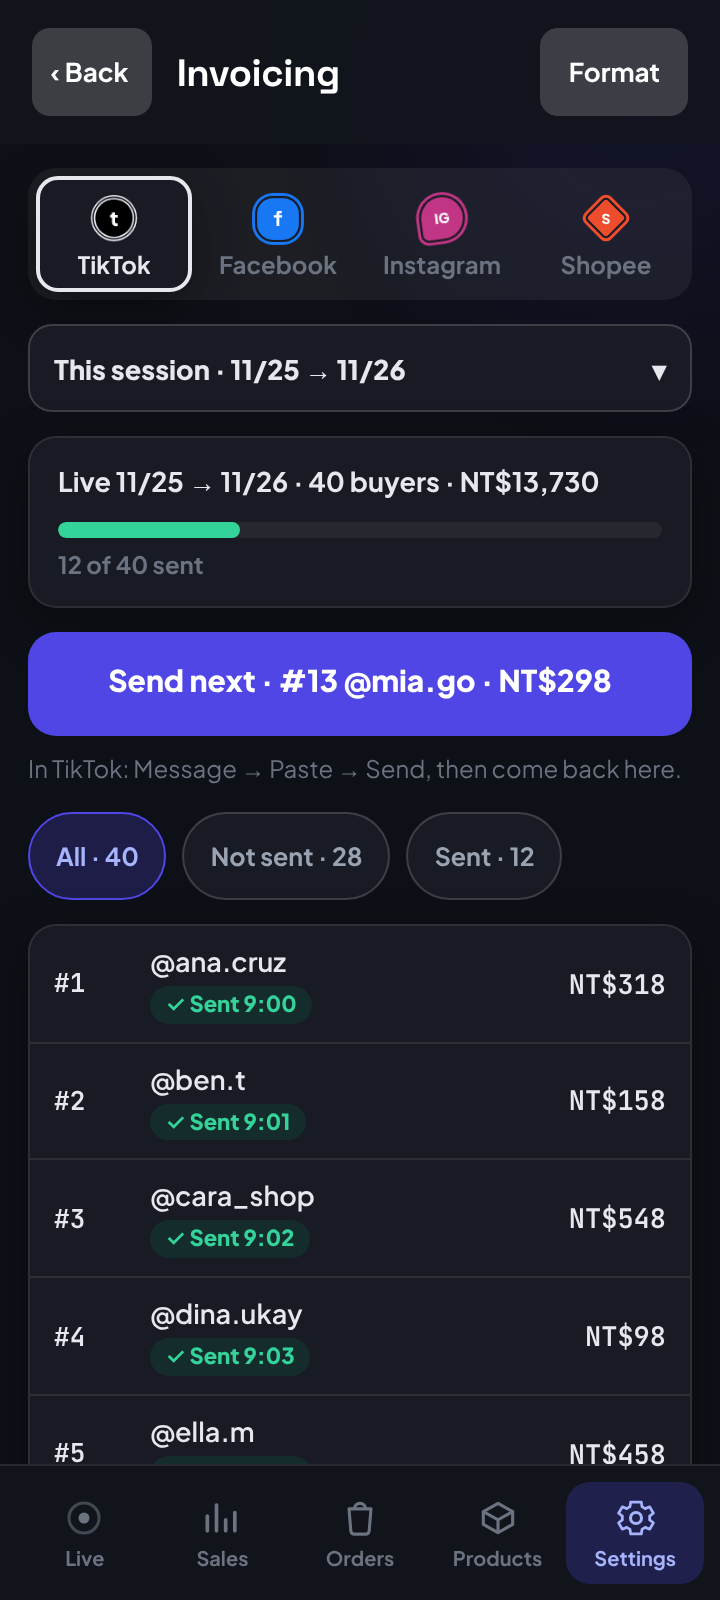 ‹ Back
Invoicing
Format
t
f
IG
S
TikTok
Facebook
Instagram
Shopee
This session · 11/25 → 11/26 ▼
Live 11/25 → 11/26 · 40 buyers · NT$13,730
12 of 40 sent
Send next · #13 @mia.go · NT$298
In TikTok: Message → Paste → Send, then come back here.
All · 40
Not sent · 28
Sent · 12
#1
@ana.cruz
✓ Sent 9:00
NT$318
#2
@ben.t
✓ Sent 9:01
NT$158
#3
@cara_shop
✓ Sent 9:02
NT$548
#4
@dina.ukay
✓ Sent 9:03
NT$98
#5
@ella.m
NT$458
Live
Sales
Orders
Products
Settings